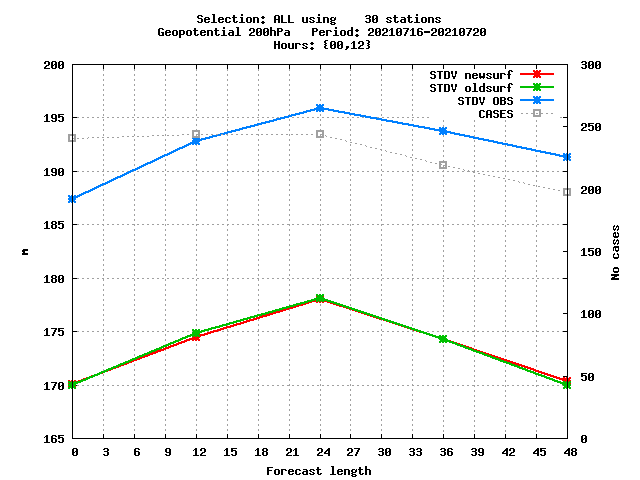 Selection: ALL using    30 stations
Geopotential 200hPa   Period: 20210716-20210720
Hours: {00,12}
STDV newsurf
STDV oldsurf
STDV OBS
CASES
200
195
190
185
180
175
170
165
m
300
250
200
150
100
50
0
No cases
0 3 6 9 12 15 18 21 24 27 30 33 36 39 42 45 48
Forecast length